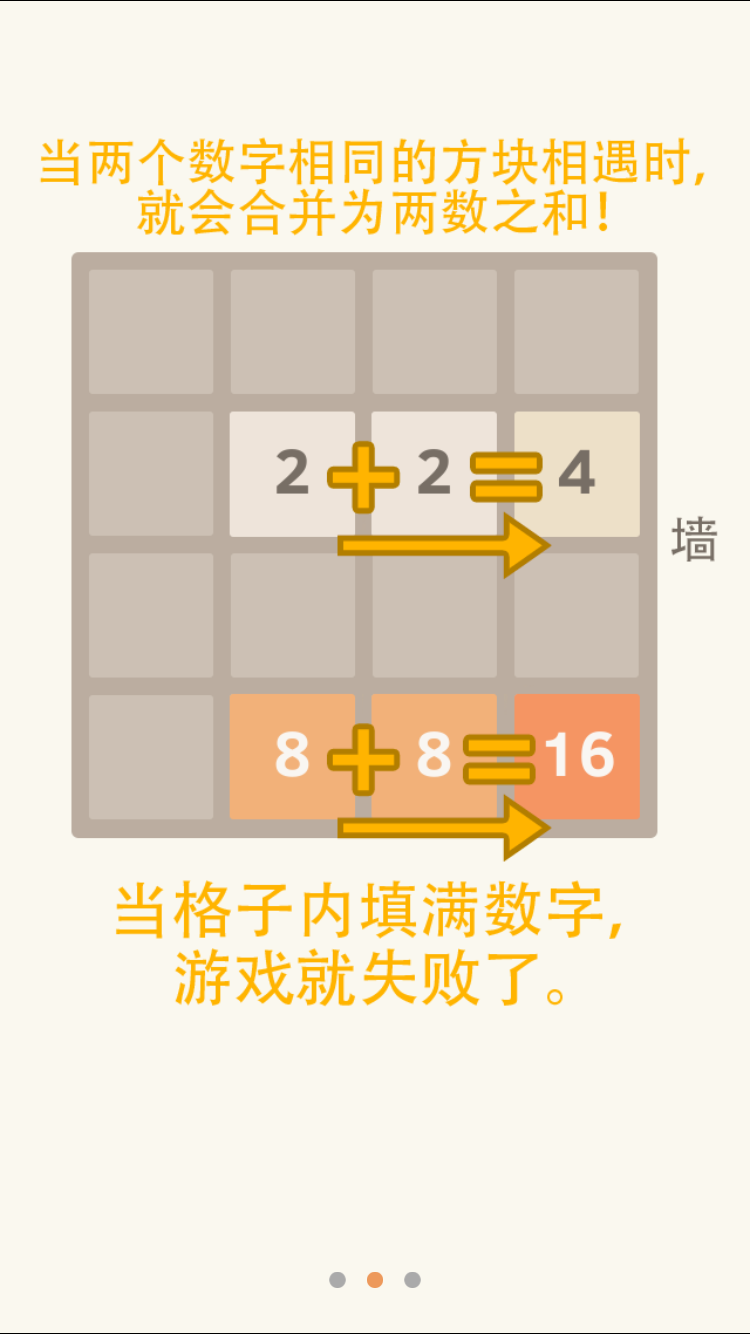 当两个数字相同的方块相遇时,
就会合并为两数之和!
2 + 2 = 4
墙
8 + 8 = 16
当格子内填满数字,
游戏就失败了。